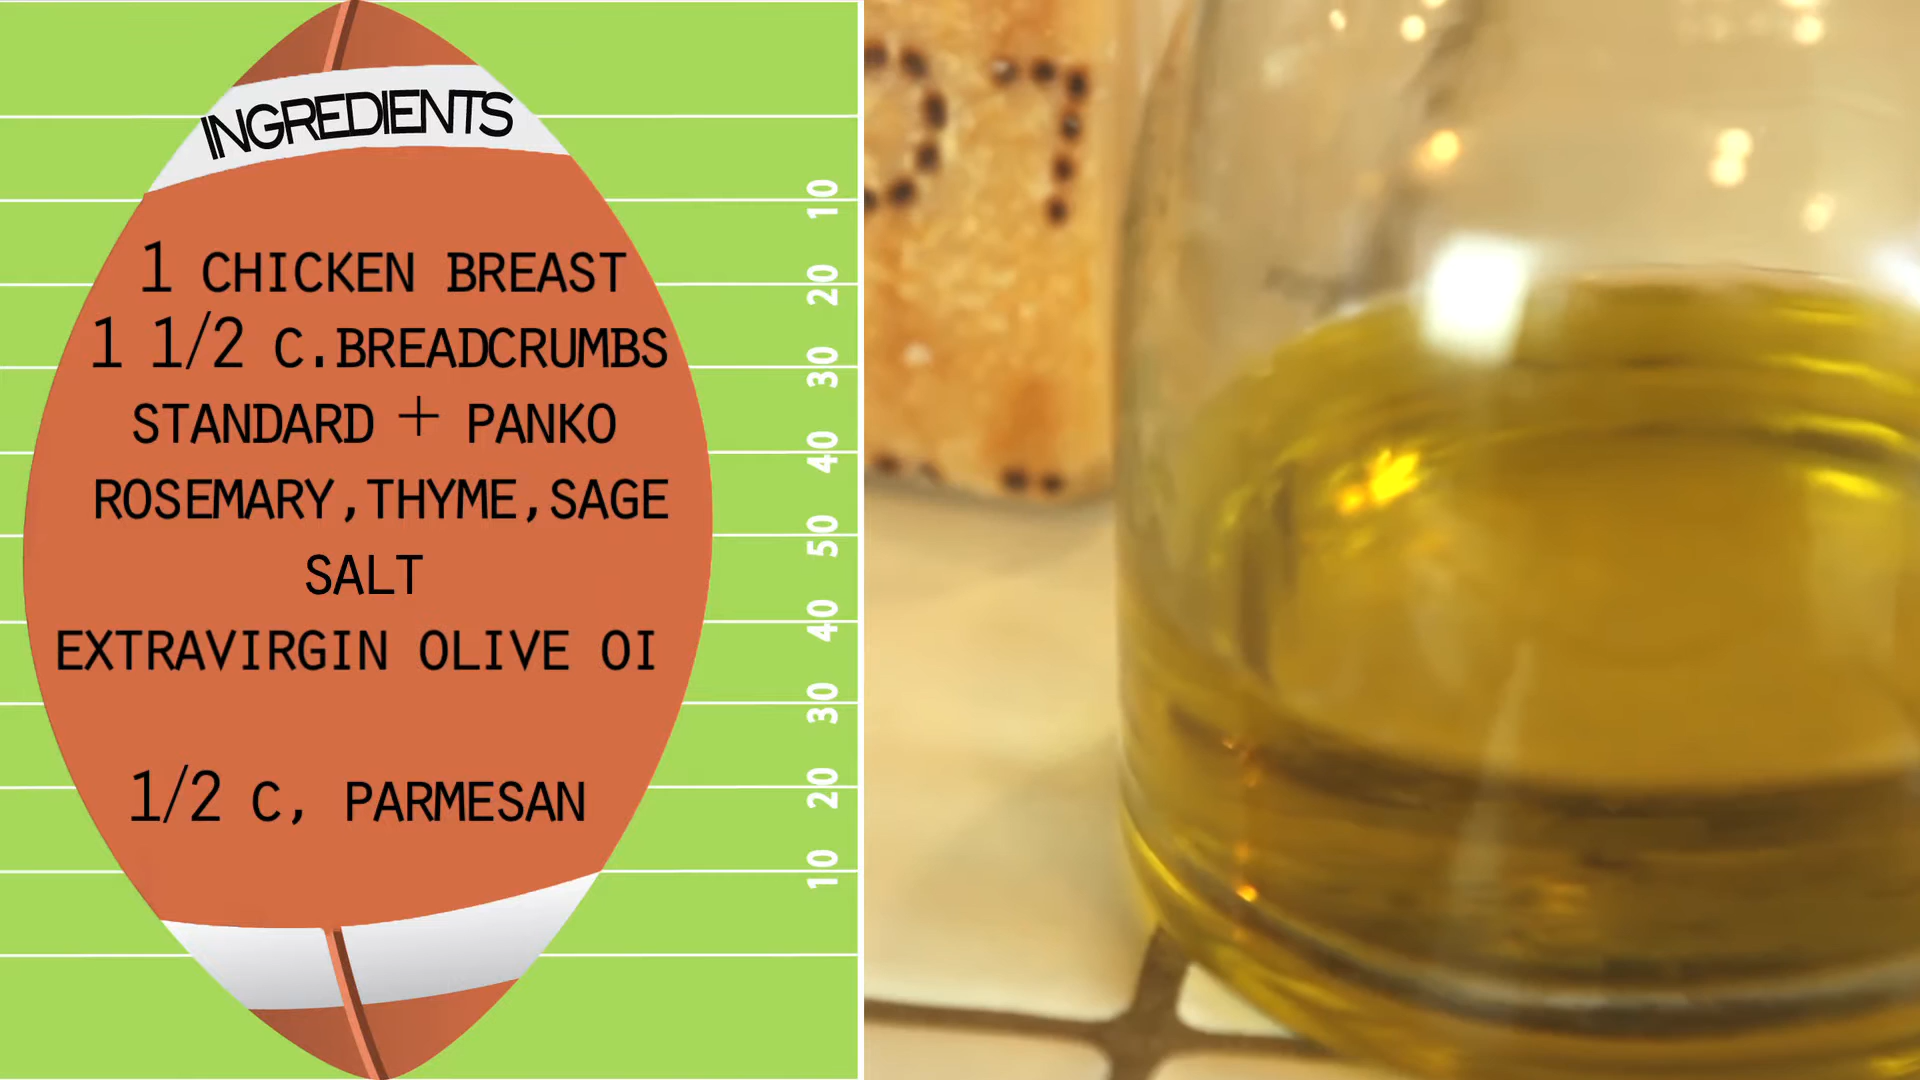 INGREDIENTS
1 CHICKEN BREAST
1 1/2 C.BREADCRUMBS
STANDARD + PANKO
ROSEMARY,THYME,SAGE
SALT
EXTRAVIRGIN OLIVE OI
1/2 C, PARMESAN
10
20
30
40
50
40
30
20
10